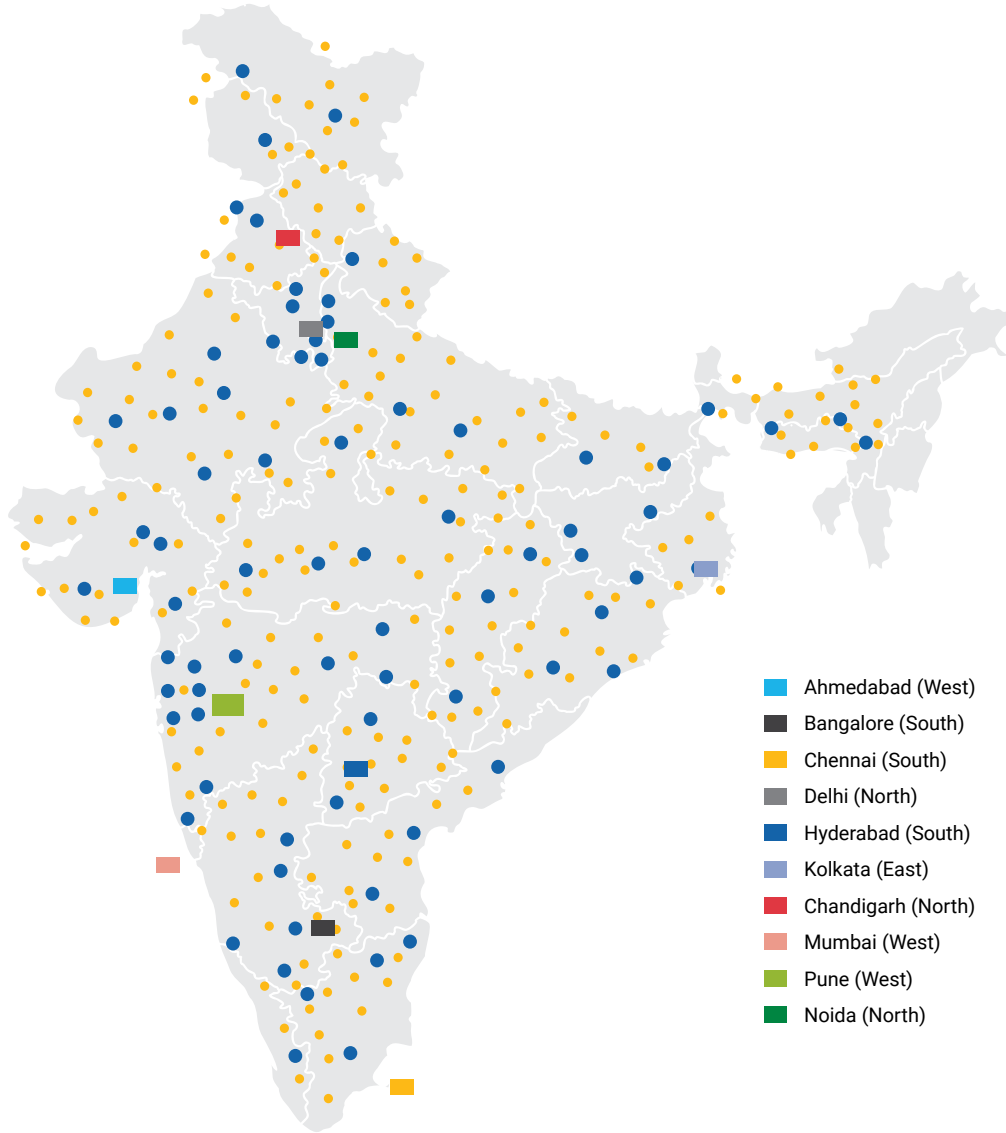 Ahmedabad (West)
Bangalore (South)
Chennai (South)
Delhi (North)
Hyderabad (South)
Kolkata (East)
Chandigarh (North)
Mumbai (West)
Pune (West)
Noida (North)